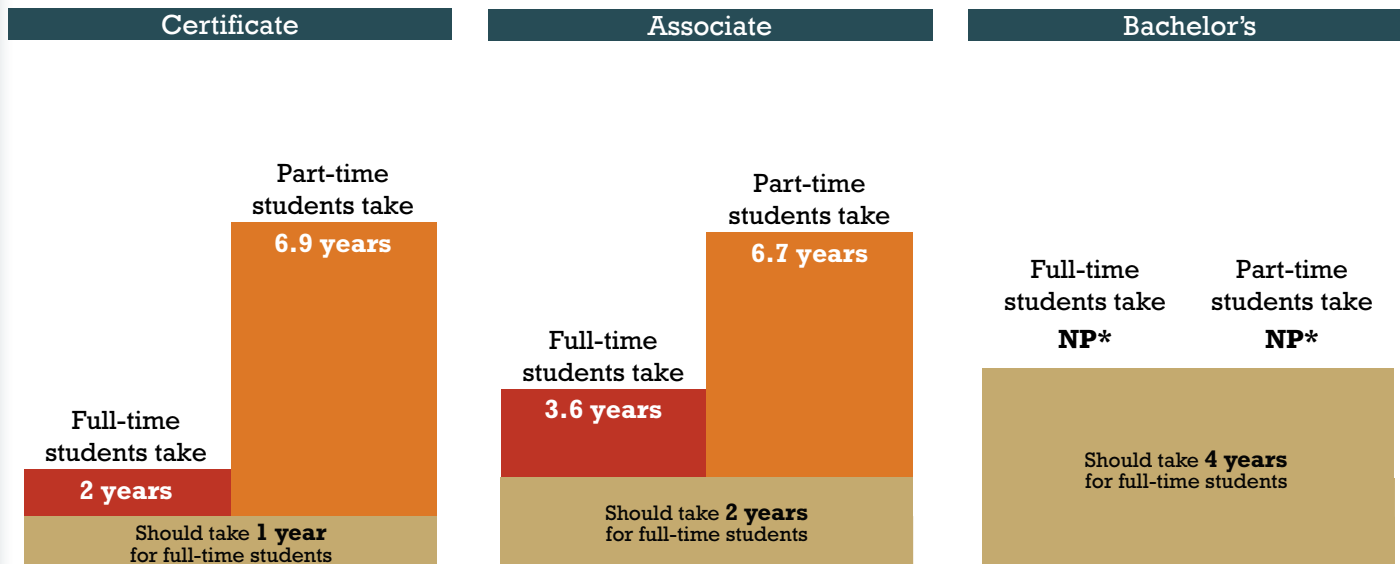 Certificate
Part-time
students take
6.9 years
Full-time
students take
2 years
Should take 1 year
for full-time students
Associate
Part-time
students take
6.7 years
Full-time
students take
3.6 years
Should take 2 years
for full-time students
Bachelor’s
Full-time
students take
NP*
Part-time
students take
NP*
Should take 4 years
for full-time students